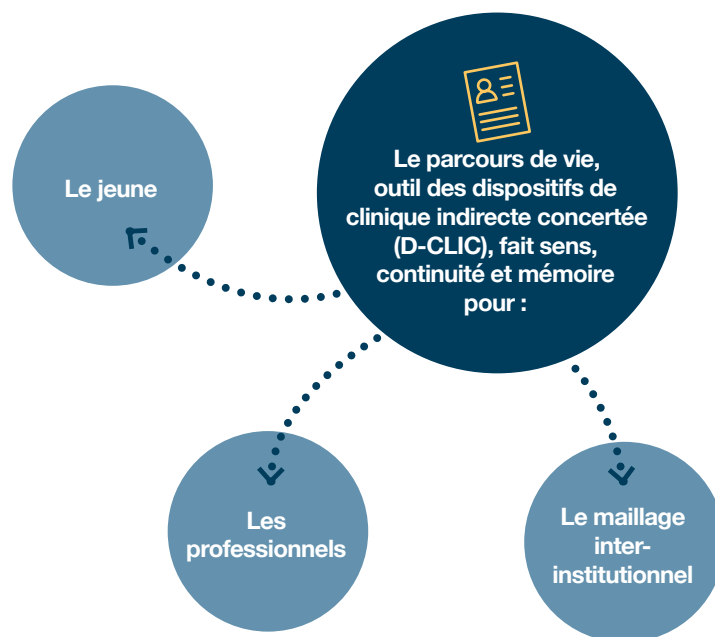 Le parcours de vie,
outil des dispositifs de
clinique indirecte concertée
(D-CLIC), fait sens,
continuité et mémoire
pour :
Le jeune
Les
professionnels
Le maillage
inter-
institutionnel